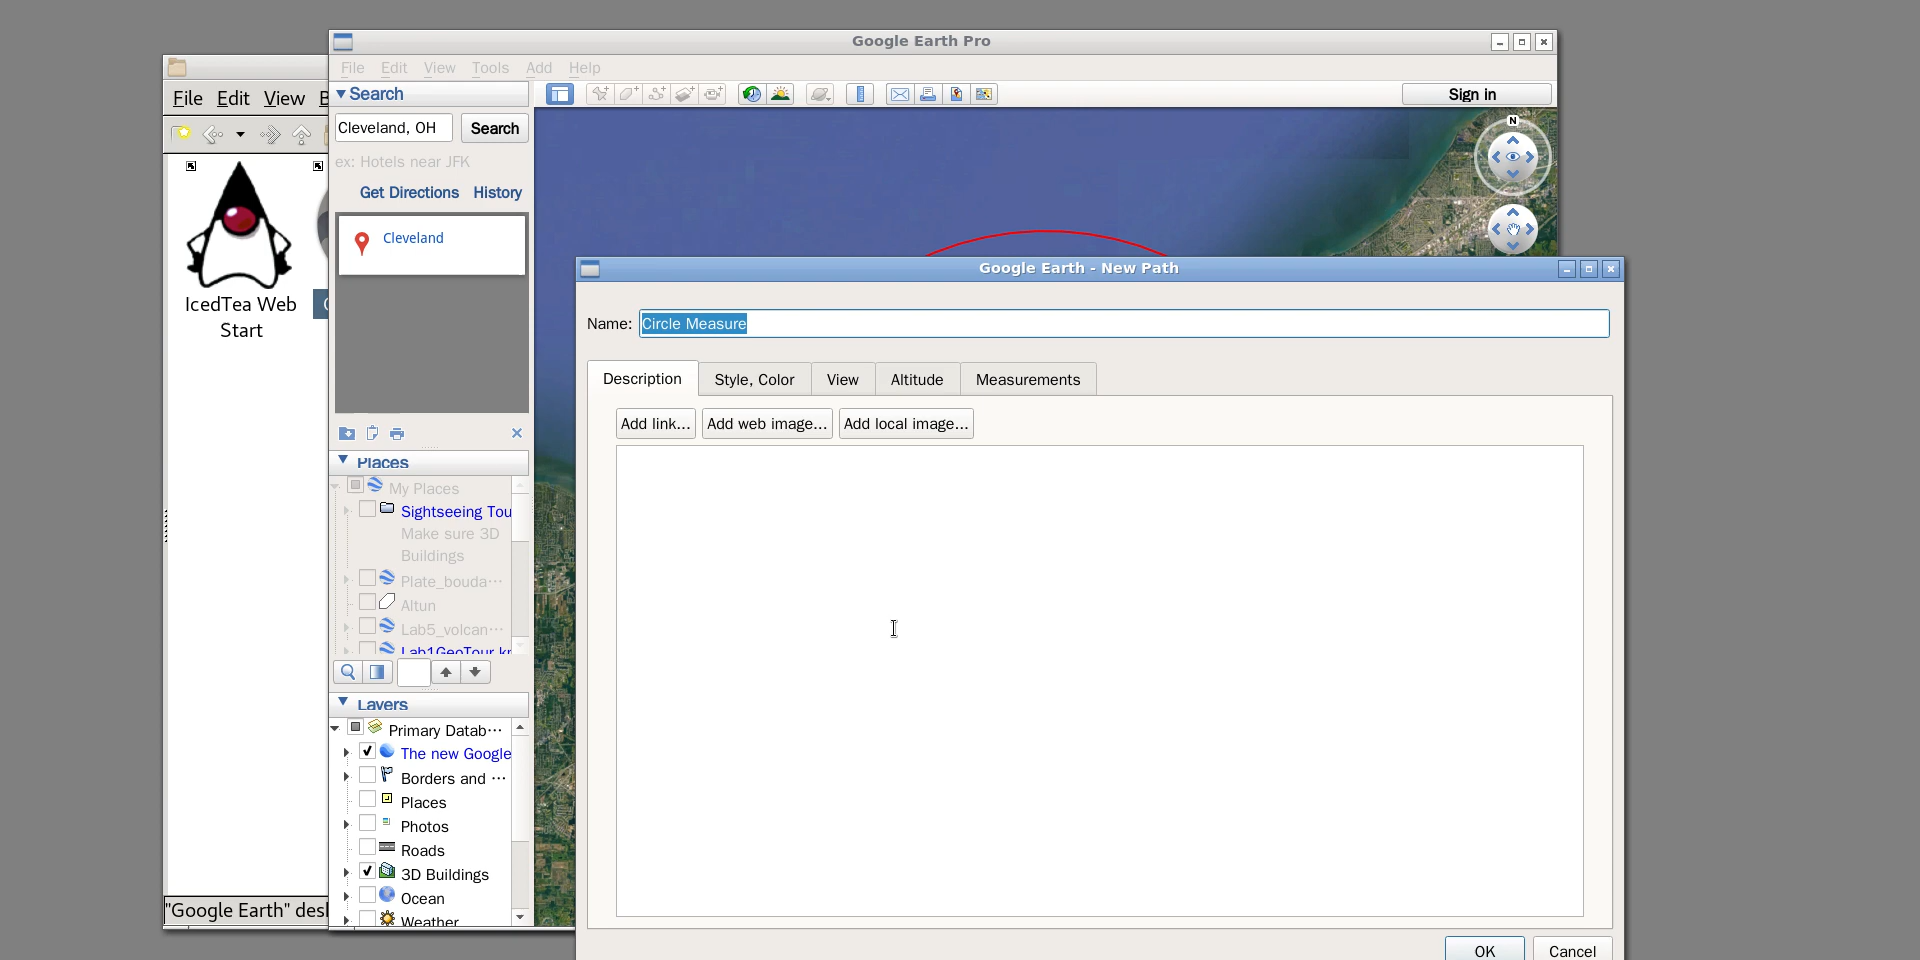 Google Earth Pro
File Edit View Tools Add Help
File Edit View B
Search
Sign in
Cleveland, OH
Search
N
ex: Hotels near JFK
Get Directions History
Cleveland
IcedTea Web
Start
Google Earth - New Path
Name: Circle Measure
Description Style, Color View Altitude Measurements
Add link... Add web image... Add local image...
Places
My Places
Sightseeing Tou
Make sure 3D
Buildings
Plate_bouda···
Altun
Lab5_volcan···
Lab1GeoTour.kr
Layers
Primary Datab···
The new Google
Borders and ···
Places
Photos
Roads
3D Buildings
Ocean
Weather
"Google Earth" desl
OK Cancel